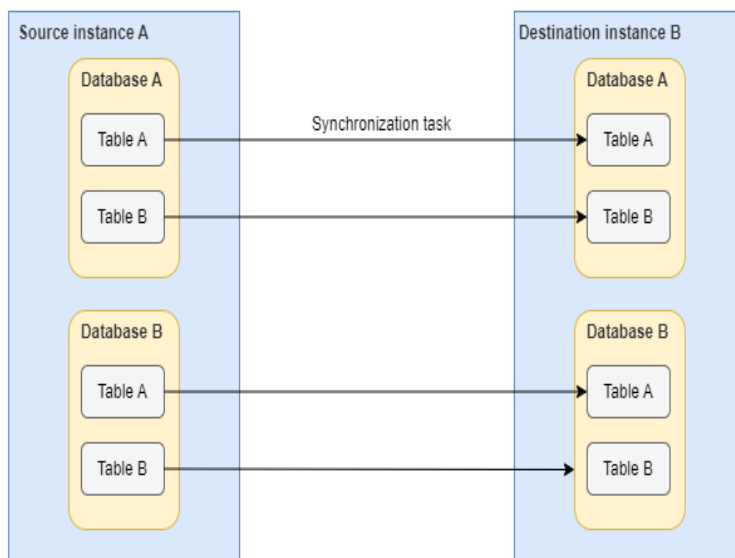 Source instance A
Destination instance B
Database A
Database A
Table A
Synchronization task
Table A
Table B
Table B
Database B
Database B
Table A
Table A
Table B
Table B